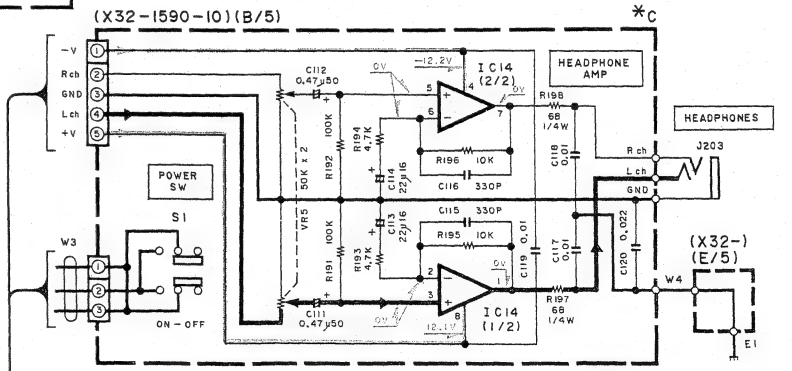 (X32-1590-10)(B/5)
*C
-V
1
Rch
2
GND
3
Lch
4
+V
5
C112
0.47μ50
0V
-12.2V
IC14
(2/2)
5
4
6
7
0V
HEADPHONE
AMP
R198
68
1/4W
HEADPHONES
J203
Rch
Lch
GND
100K
R192
R194
4.7K
C114
22μ16
R196
10K
C116
330P
C118
0.01
POWER
SW
S1
50K x 2
VR5
W3
1
2
3
ON-OFF
100K
R191
R193
4.7K
C113
22μ16
C115
330P
R195
10K
0.01
C119
C117
0.01
C120
0.022
C111
0.47μ50
0V
2
3
1
8
0V
12.1V
IC14
(1/2)
R197
68
1/4W
W4
(X32-)
(E/5)
E1